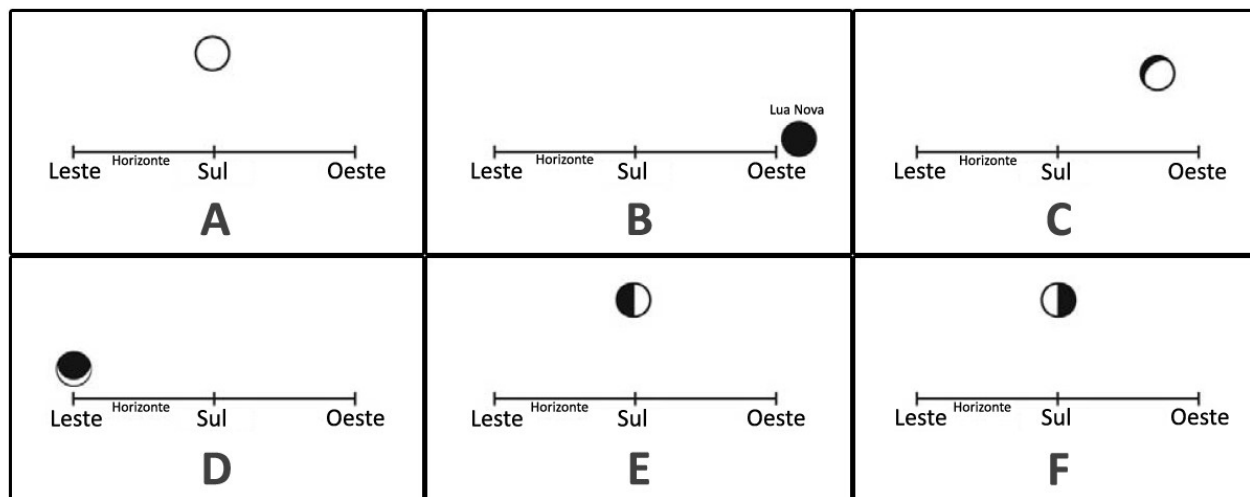 Horizonte
Leste Sul Oeste
A
Lua Nova
Horizonte
Leste Sul Oeste
B
Horizonte
Leste Sul Oeste
C
Horizonte
Leste Sul Oeste
D
Horizonte
Leste Sul Oeste
E
Horizonte
Leste Sul Oeste
F